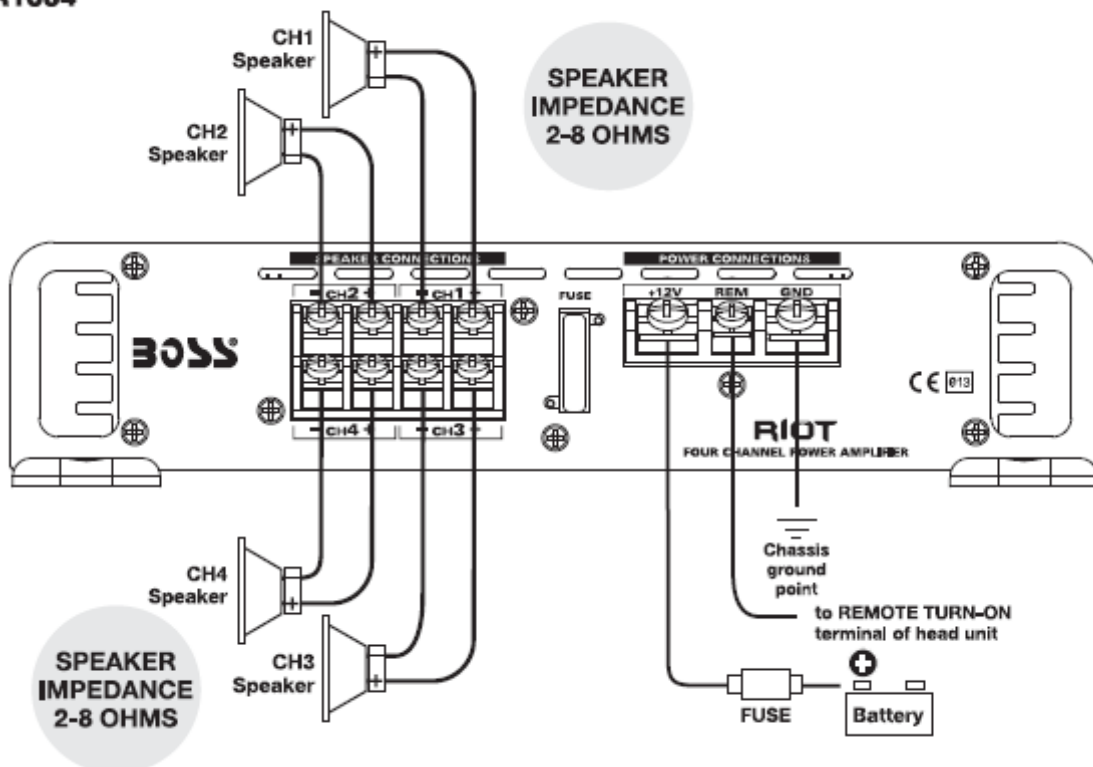 CH1
Speaker
SPEAKER
IMPEDANCE
2-8 OHMS
CH2
Speaker
SPEAKER CONNECTIONS
POWER CONNECTIONS
- CH2 +
- CH1 +
FUSE
+12V REM GND
BOSS
CE 013
- CH4 +
- CH3 +
RIOT
FOUR CHANNEL POWER AMPLIFIER
Chassis
ground
point
CH4
Speaker
to REMOTE TURN-ON
terminal of head unit
SPEAKER
IMPEDANCE
2-8 OHMS
CH3
Speaker
+
FUSE
Battery